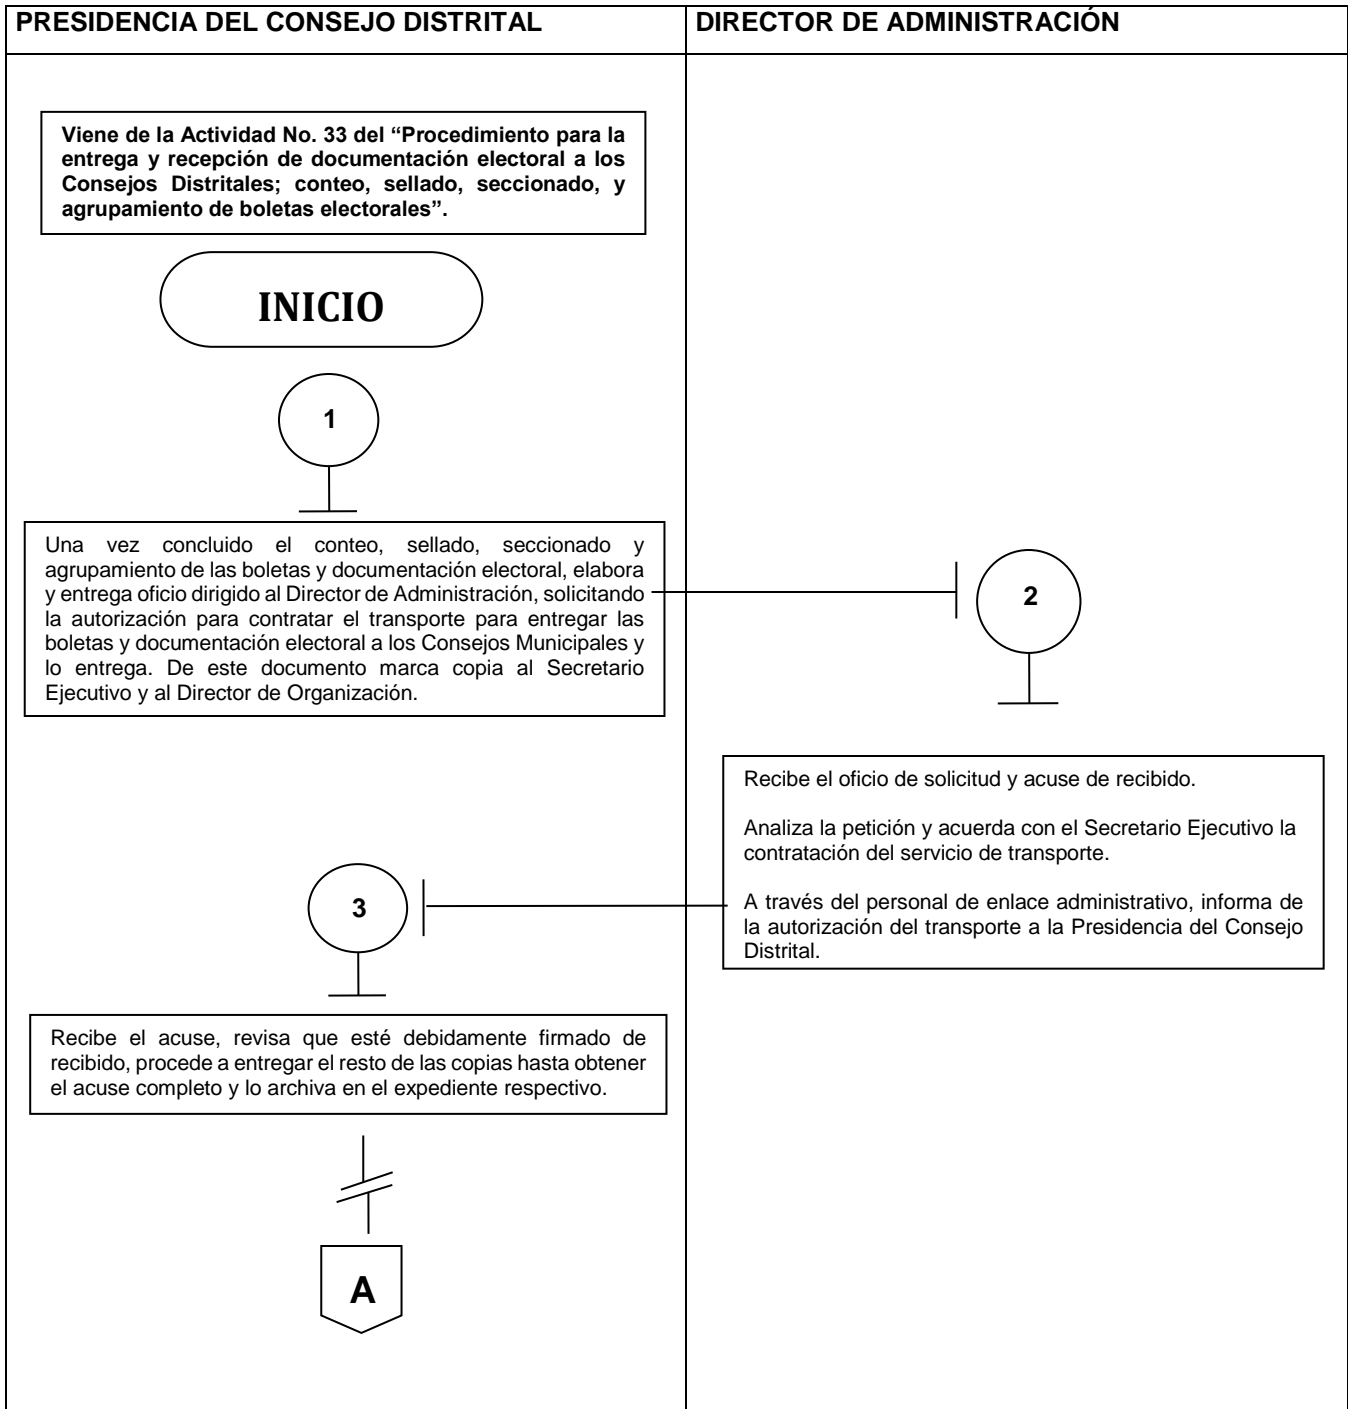 PRESIDENCIA DEL CONSEJO DISTRITAL
DIRECTOR DE ADMINISTRACIÓN
Viene de la Actividad No. 33 del “Procedimiento para la
entrega y recepción de documentación electoral a los
Consejos Distritales; conteo, sellado, seccionado, y
agrupamiento de boletas electorales”.
INICIO
1
Una vez concluido el conteo, sellado, seccionado y
agrupamiento de las boletas y documentación electoral, elabora
y entrega oficio dirigido al Director de Administración, solicitando
la autorización para contratar el transporte para entregar las
boletas y documentación electoral a los Consejos Municipales y
lo entrega. De este documento marca copia al Secretario
Ejecutivo y al Director de Organización.
2
Recibe el oficio de solicitud y acuse de recibido.
Analiza la petición y acuerda con el Secretario Ejecutivo la
contratación del servicio de transporte.
A través del personal de enlace administrativo, informa de
la autorización del transporte a la Presidencia del Consejo
Distrital.
3
Recibe el acuse, revisa que esté debidamente firmado de
recibido, procede a entregar el resto de las copias hasta obtener
el acuse completo y lo archiva en el expediente respectivo.
A